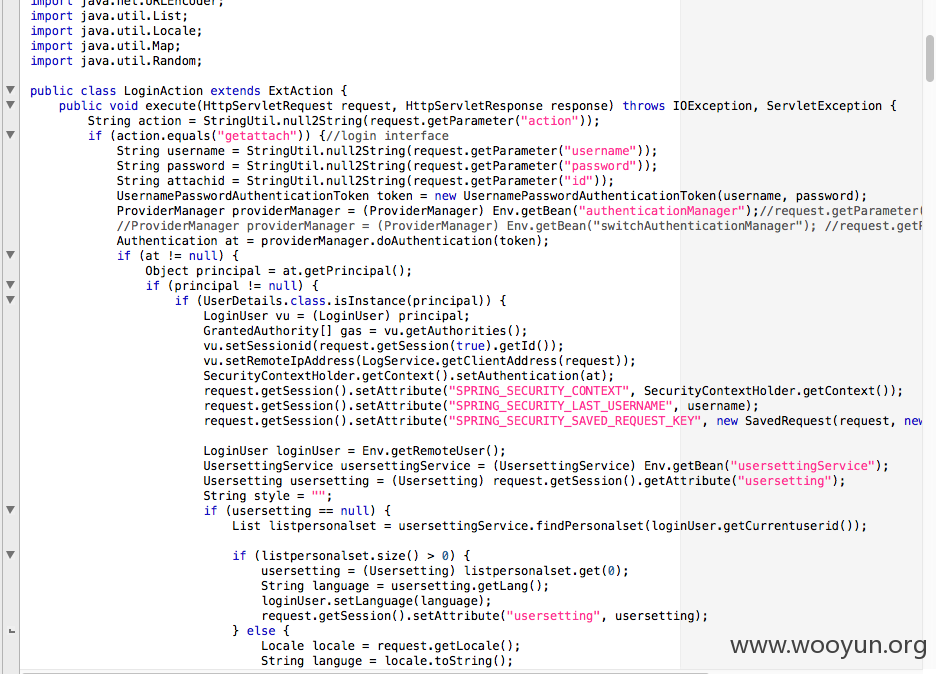 import java.net.URLEncoder;
import java.util.List;
import java.util.Locale;
import java.util.Map;
import java.util.Random;
public class LoginAction extends ExtAction {
public void execute(HttpServletRequest request, HttpServletResponse response) throws IOException, ServletException {
String action = StringUtil.null2String(request.getParameter("action"));
if (action.equals("getattach")) {//login interface
String username = StringUtil.null2String(request.getParameter("username"));
String password = StringUtil.null2String(request.getParameter("password"));
String attachid = StringUtil.null2String(request.getParameter("id"));
UsernamePasswordAuthenticationToken token = new UsernamePasswordAuthenticationToken(username, password);
ProviderManager providerManager = (ProviderManager) Env.getBean("authenticationManager");//request.getParameter(
//ProviderManager providerManager = (ProviderManager) Env.getBean("switchAuthenticationManager"); //request.getP
Authentication at = providerManager.doAuthentication(token);
if (at != null) {
Object principal = at.getPrincipal();
if (principal != null) {
if (UserDetails.class.isInstance(principal)) {
LoginUser vu = (LoginUser) principal;
GrantedAuthority[] gas = vu.getAuthorities();
vu.setSessionid(request.getSession(true).getId());
vu.setRemoteIpAddress(LogService.getClientAddress(request));
SecurityContextHolder.getContext().setAuthentication(at);
request.getSession().setAttribute("SPRING_SECURITY_CONTEXT", SecurityContextHolder.getContext());
request.getSession().setAttribute("SPRING_SECURITY_LAST_USERNAME", username);
request.getSession().setAttribute("SPRING_SECURITY_SAVED_REQUEST_KEY", new SavedRequest(request, new
LoginUser loginUser = Env.getRemoteUser();
UsersettingService usersettingService = (UsersettingService) Env.getBean("usersettingService");
Usersetting usersetting = (Usersetting) request.getSession().getAttribute("usersetting");
String style = "";
if (usersetting == null) {
List listpersonalset = usersettingService.findPersonalset(loginUser.getCurrentuserid());
if (listpersonalset.size() > 0) {
usersetting = (Usersetting) listpersonalset.get(0);
String language = usersetting.getLang();
loginUser.setLanguage(language);
request.getSession().setAttribute("usersetting", usersetting);
} else {
Locale locale = request.getLocale();
String languge = locale.toString();
www.wooyun.org